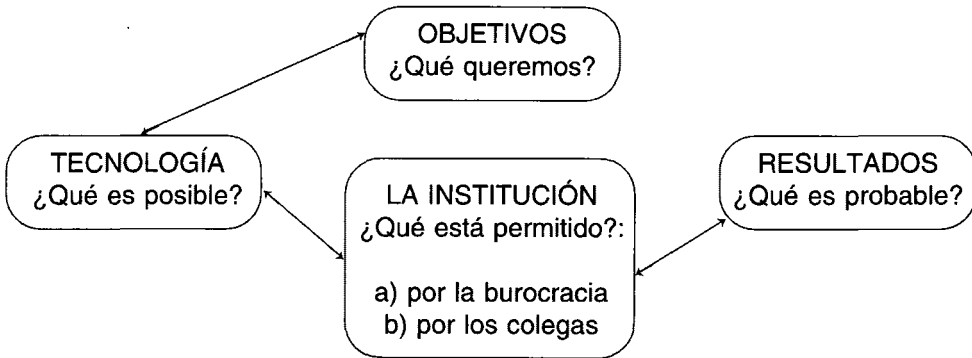 OBJETIVOS
¿Qué queremos?
TECNOLOGÍA
¿Qué es posible?
LA INSTITUCIÓN
¿Qué está permitido?:
a) por la burocracia
b) por los colegas
RESULTADOS
¿Qué es probable?